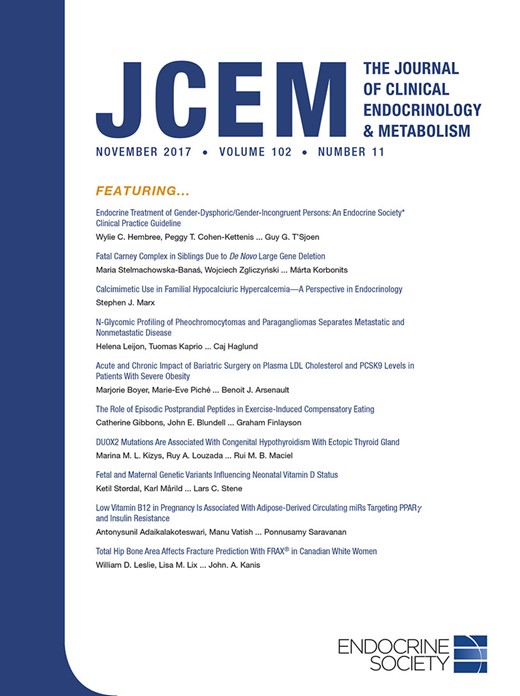 JCEM
THE JOURNAL
OF CLINICAL
ENDOCRINOLOGY
& METABOLISM
NOVEMBER 2017 • VOLUME 102 • NUMBER 11
FEATURING...
Endocrine Treatment of Gender-Dysphoric/Gender-Incongruent Persons: An Endocrine Society*
Clinical Practice Guideline
Wylie C. Hembree, Peggy T. Cohen-Kettenis ... Guy G. T'Sjoen
Fatal Carney Complex in Siblings Due to De Novo Large Gene Deletion
Maria Stelmachowska-Banaś, Wojciech Zgliczyński ... Márta Korbonits
Calcimimetic Use in Familial Hypocalciuric Hypercalcemia—A Perspective in Endocrinology
Stephen J. Marx
N-Glycomic Profiling of Pheochromocytomas and Paragangliomas Separates Metastatic and
Nonmetastatic Disease
Helena Leijon, Tuomas Kaprio ... Caj Haglund
Acute and Chronic Impact of Bariatric Surgery on Plasma LDL Cholesterol and PCSK9 Levels in
Patients With Severe Obesity
Marjorie Boyer, Marie-Eve Piché ... Benoit J. Arsenault
The Role of Episodic Postprandial Peptides in Exercise-Induced Compensatory Eating
Catherine Gibbons, John E. Blundell ... Graham Finlayson
DUOX2 Mutations Are Associated With Congenital Hypothyroidism With Ectopic Thyroid Gland
Marina M. L. Kizys, Ruy A. Louzada ... Rui M. B. Maciel
Fetal and Maternal Genetic Variants Influencing Neonatal Vitamin D Status
Ketil Størdal, Karl Mårild ... Lars C. Stene
Low Vitamin B12 in Pregnancy Is Associated With Adipose-Derived Circulating miRs Targeting PPARγ
and Insulin Resistance
Antonysunil Adaikalakoteswari, Manu Vatish ... Ponnusamy Saravanan
Total Hip Bone Area Affects Fracture Prediction With FRAX® in Canadian White Women
William D. Leslie, Lisa M. Lix ... John. A. Kanis
ENDOCRINE
SOCIETY